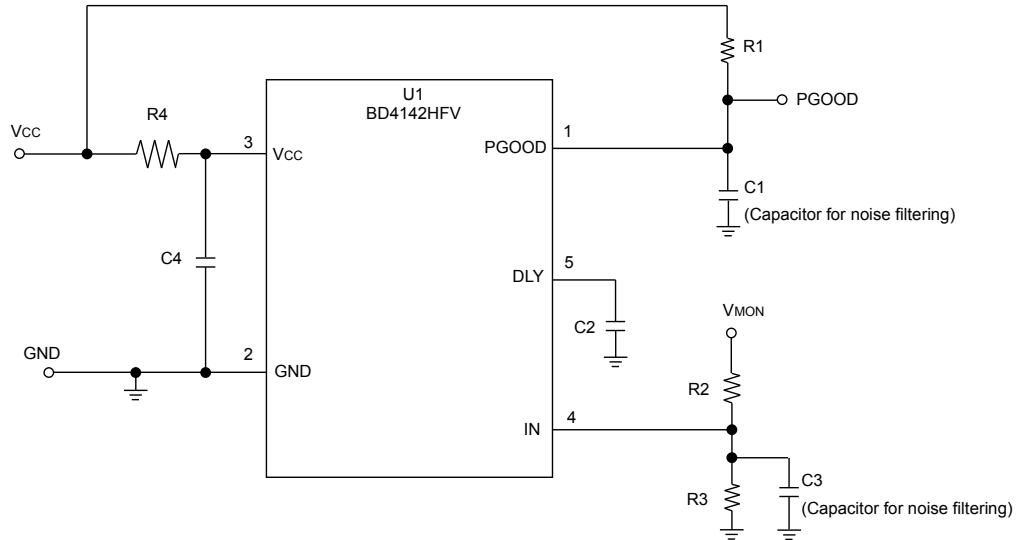 R1
U1
BD4142HFV
PGOOD
R4
Vcc
3
Vcc
PGOOD
1
C1
(Capacitor for noise filtering)
C4
DLY
5
C2
VMON
GND
2
GND
R2
IN
4
R3
C3
(Capacitor for noise filtering)